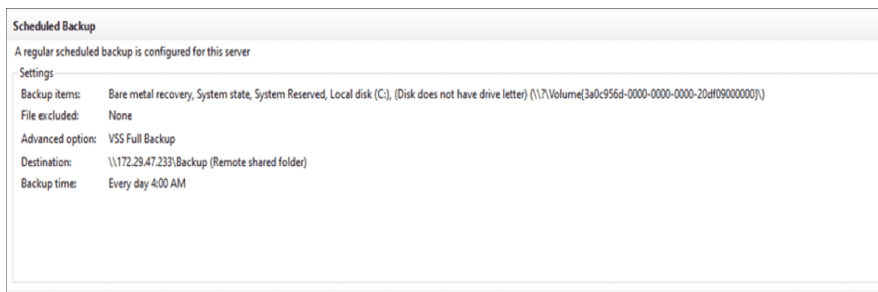 Scheduled Backup
A regular scheduled backup is configured for this server
Settings
Backup items: Bare metal recovery, System state, System Reserved, Local disk (C:), (Disk does not have drive letter) (\\?\Volume{3a0c956d-0000-0000-0000-20df09000000}\)
File excluded: None
Advanced option: VSS Full Backup
Destination: \\172.29.47.233\Backup (Remote shared folder)
Backup time: Every day 4:00 AM